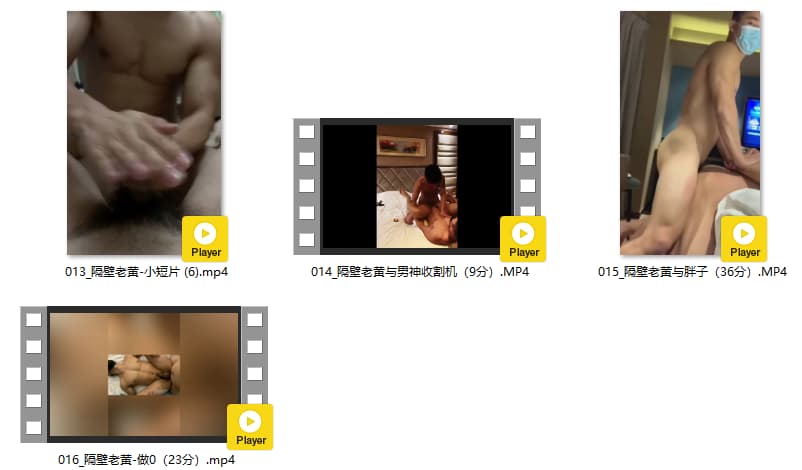 Player
013_隔壁老黄-小短片 (6).mp4
Player
014_隔壁老黄与男神收割机（9分）.MP4
Player
015_隔壁老黄与胖子（36分）.MP4
Player
016_隔壁老黄-做0（23分）.mp4